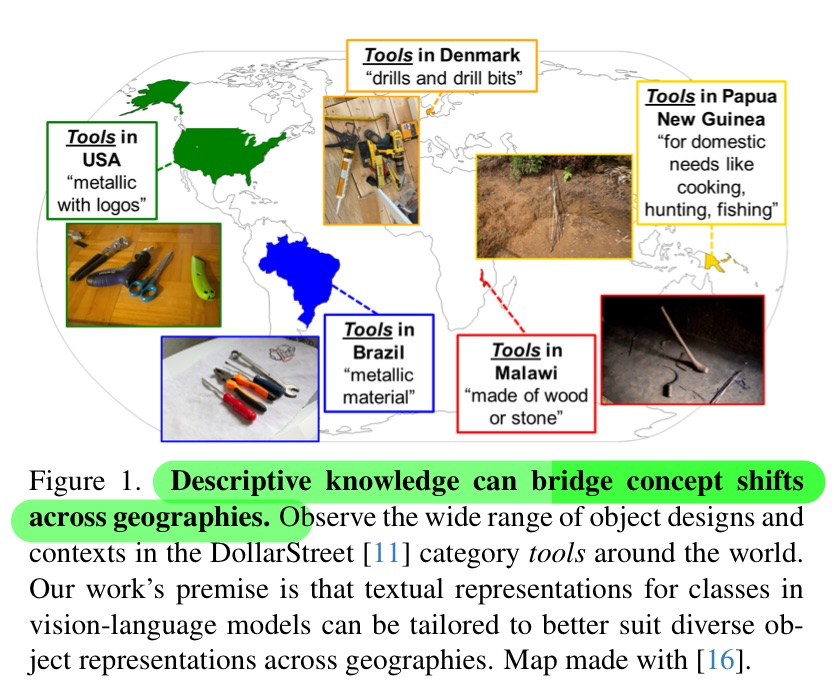 Tools in Denmark
“drills and drill bits”
Tools in Papua
New Guinea
“for domestic
needs like
cooking,
hunting, fishing”
Tools in
USA
“metallic
with logos”
Tools in
Brazil
“metallic
material”
Tools in
Malawi
“made of wood
or stone”
Figure 1. Descriptive knowledge can bridge concept shifts
across geographies. Observe the wide range of object designs and
contexts in the DollarStreet [11] category tools around the world.
Our work’s premise is that textual representations for classes in
vision-language models can be tailored to better suit diverse ob-
ject representations across geographies. Map made with [16].